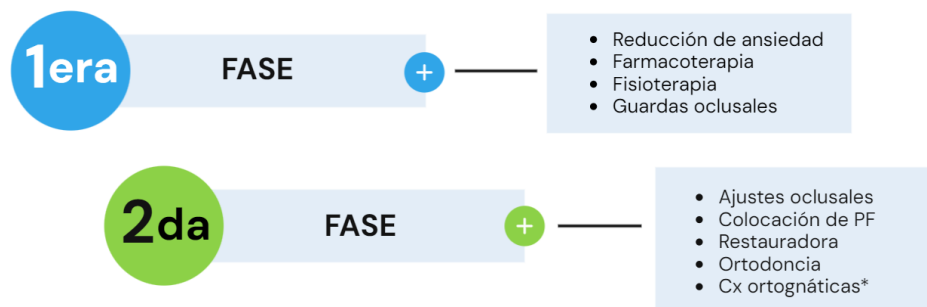 1era
FASE
+
• Reducción de ansiedad
• Farmacoterapia
• Fisioterapia
• Guardas oclusales
2da
FASE
+
• Ajustes oclusales
• Colocación de PF
• Restauradora
• Ortodoncia
• Cx ortognáticas*